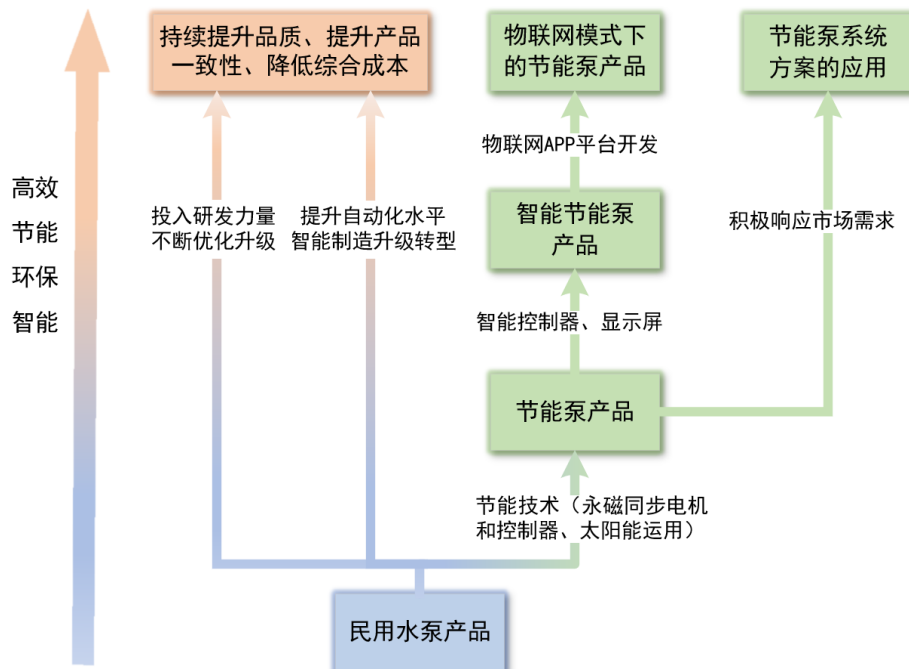 持续提升品质、提升产品
一致性、降低综合成本
物联网模式下
的节能泵产品
节能泵系统
方案的应用
物联网APP平台开发
高效
节能
环保
智能
投入研发力量
不断优化升级
提升自动化水平
智能制造升级转型
智能节能泵
产品
积极响应市场需求
智能控制器、显示屏
节能泵产品
节能技术（永磁同步电机
和控制器、太阳能运用）
民用水泵产品